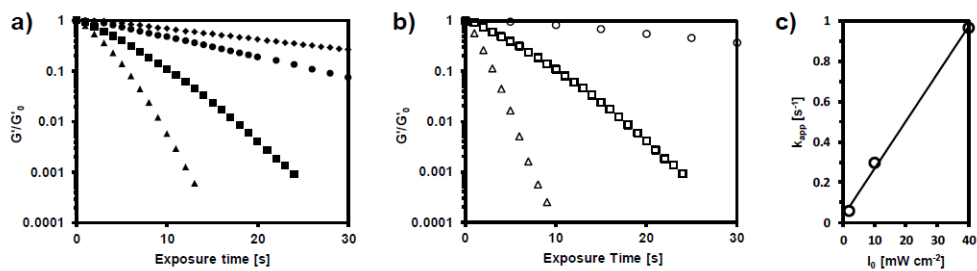 a)
G'/G'₀
1
0.1
0.01
0.001
0.0001
0 10 20 30
Exposure time [s]
b)
G'/G'₀
1
0.1
0.01
0.001
0.0001
0 10 20 30
Exposure Time [s]
c)
k_app [s⁻¹]
1
0.8
0.6
0.4
0.2
0
0 10 20 30 40
I₀ [mW cm⁻²]